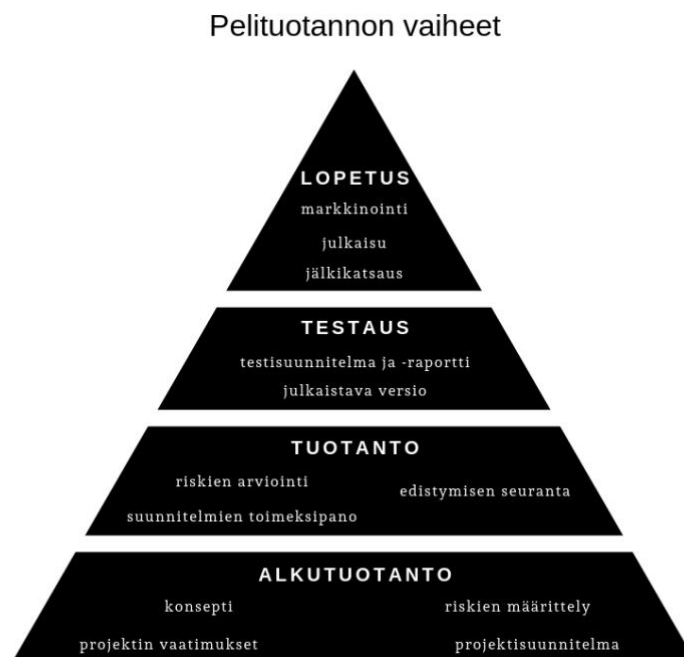 Pelituotannon vaiheet
LOPETUS
markkinointi
julkaisu
jälkikatsaus
TESTAUS
testisuunnitelma ja -raportti
julkaistava versio
TUOTANTO
riskien arviointi
edistymisen seuranta
suunnitelmien toimeksipano
ALKUTUOTANTO
konsepti
riskien määrittely
projektin vaatimukset
projektisuunnitelma